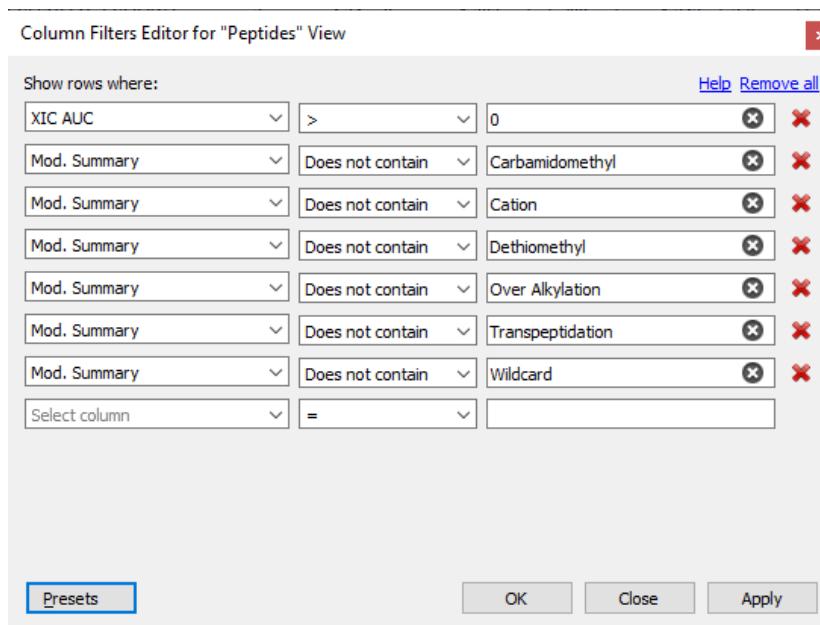 Column Filters Editor for "Peptides" View
Show rows where:
Help Remove all
XIC AUC > 0
Mod. Summary Does not contain Carbamidomethyl
Mod. Summary Does not contain Cation
Mod. Summary Does not contain Dethiomethyl
Mod. Summary Does not contain Over Alkylation
Mod. Summary Does not contain Transpeptidation
Mod. Summary Does not contain Wildcard
Select column =
Presets OK Close Apply